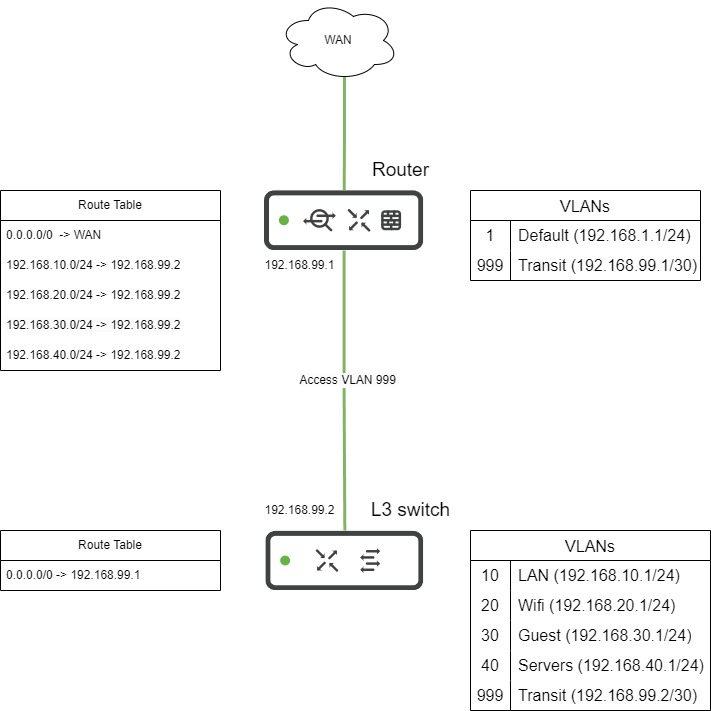 WAN
Router
Route Table
0.0.0.0/0 -> WAN
192.168.10.0/24 -> 192.168.99.2
192.168.20.0/24 -> 192.168.99.2
192.168.30.0/24 -> 192.168.99.2
192.168.40.0/24 -> 192.168.99.2
192.168.99.1
VLANs
1 Default (192.168.1.1/24)
999 Transit (192.168.99.1/30)
Access VLAN 999
192.168.99.2
L3 switch
Route Table
0.0.0.0/0 -> 192.168.99.1
VLANs
10 LAN (192.168.10.1/24)
20 Wifi (192.168.20.1/24)
30 Guest (192.168.30.1/24)
40 Servers (192.168.40.1/24)
999 Transit (192.168.99.2/30)